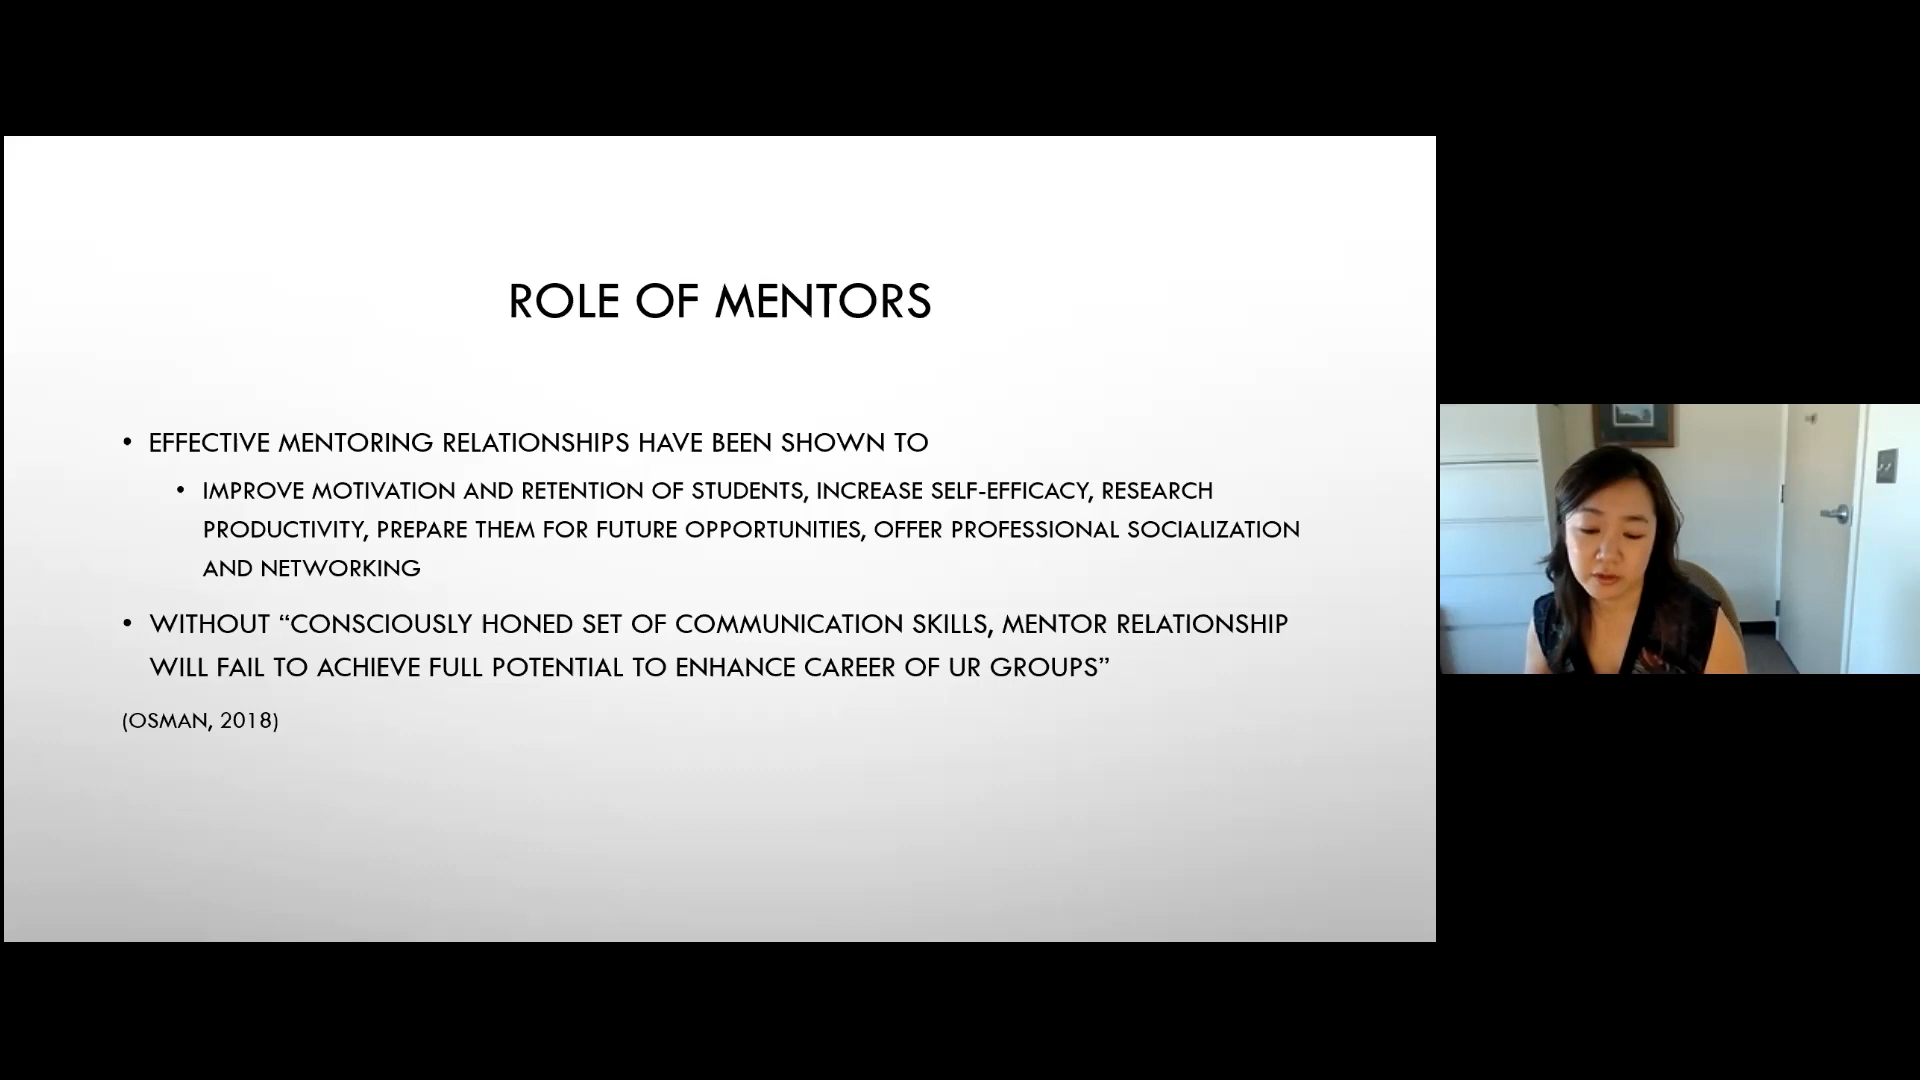 ROLE OF MENTORS
• EFFECTIVE MENTORING RELATIONSHIPS HAVE BEEN SHOWN TO
• IMPROVE MOTIVATION AND RETENTION OF STUDENTS, INCREASE SELF-EFFICACY, RESEARCH
PRODUCTIVITY, PREPARE THEM FOR FUTURE OPPORTUNITIES, OFFER PROFESSIONAL SOCIALIZATION
AND NETWORKING
• WITHOUT “CONSCIOUSLY HONED SET OF COMMUNICATION SKILLS, MENTOR RELATIONSHIP
WILL FAIL TO ACHIEVE FULL POTENTIAL TO ENHANCE CAREER OF UR GROUPS”
(OSMAN, 2018)